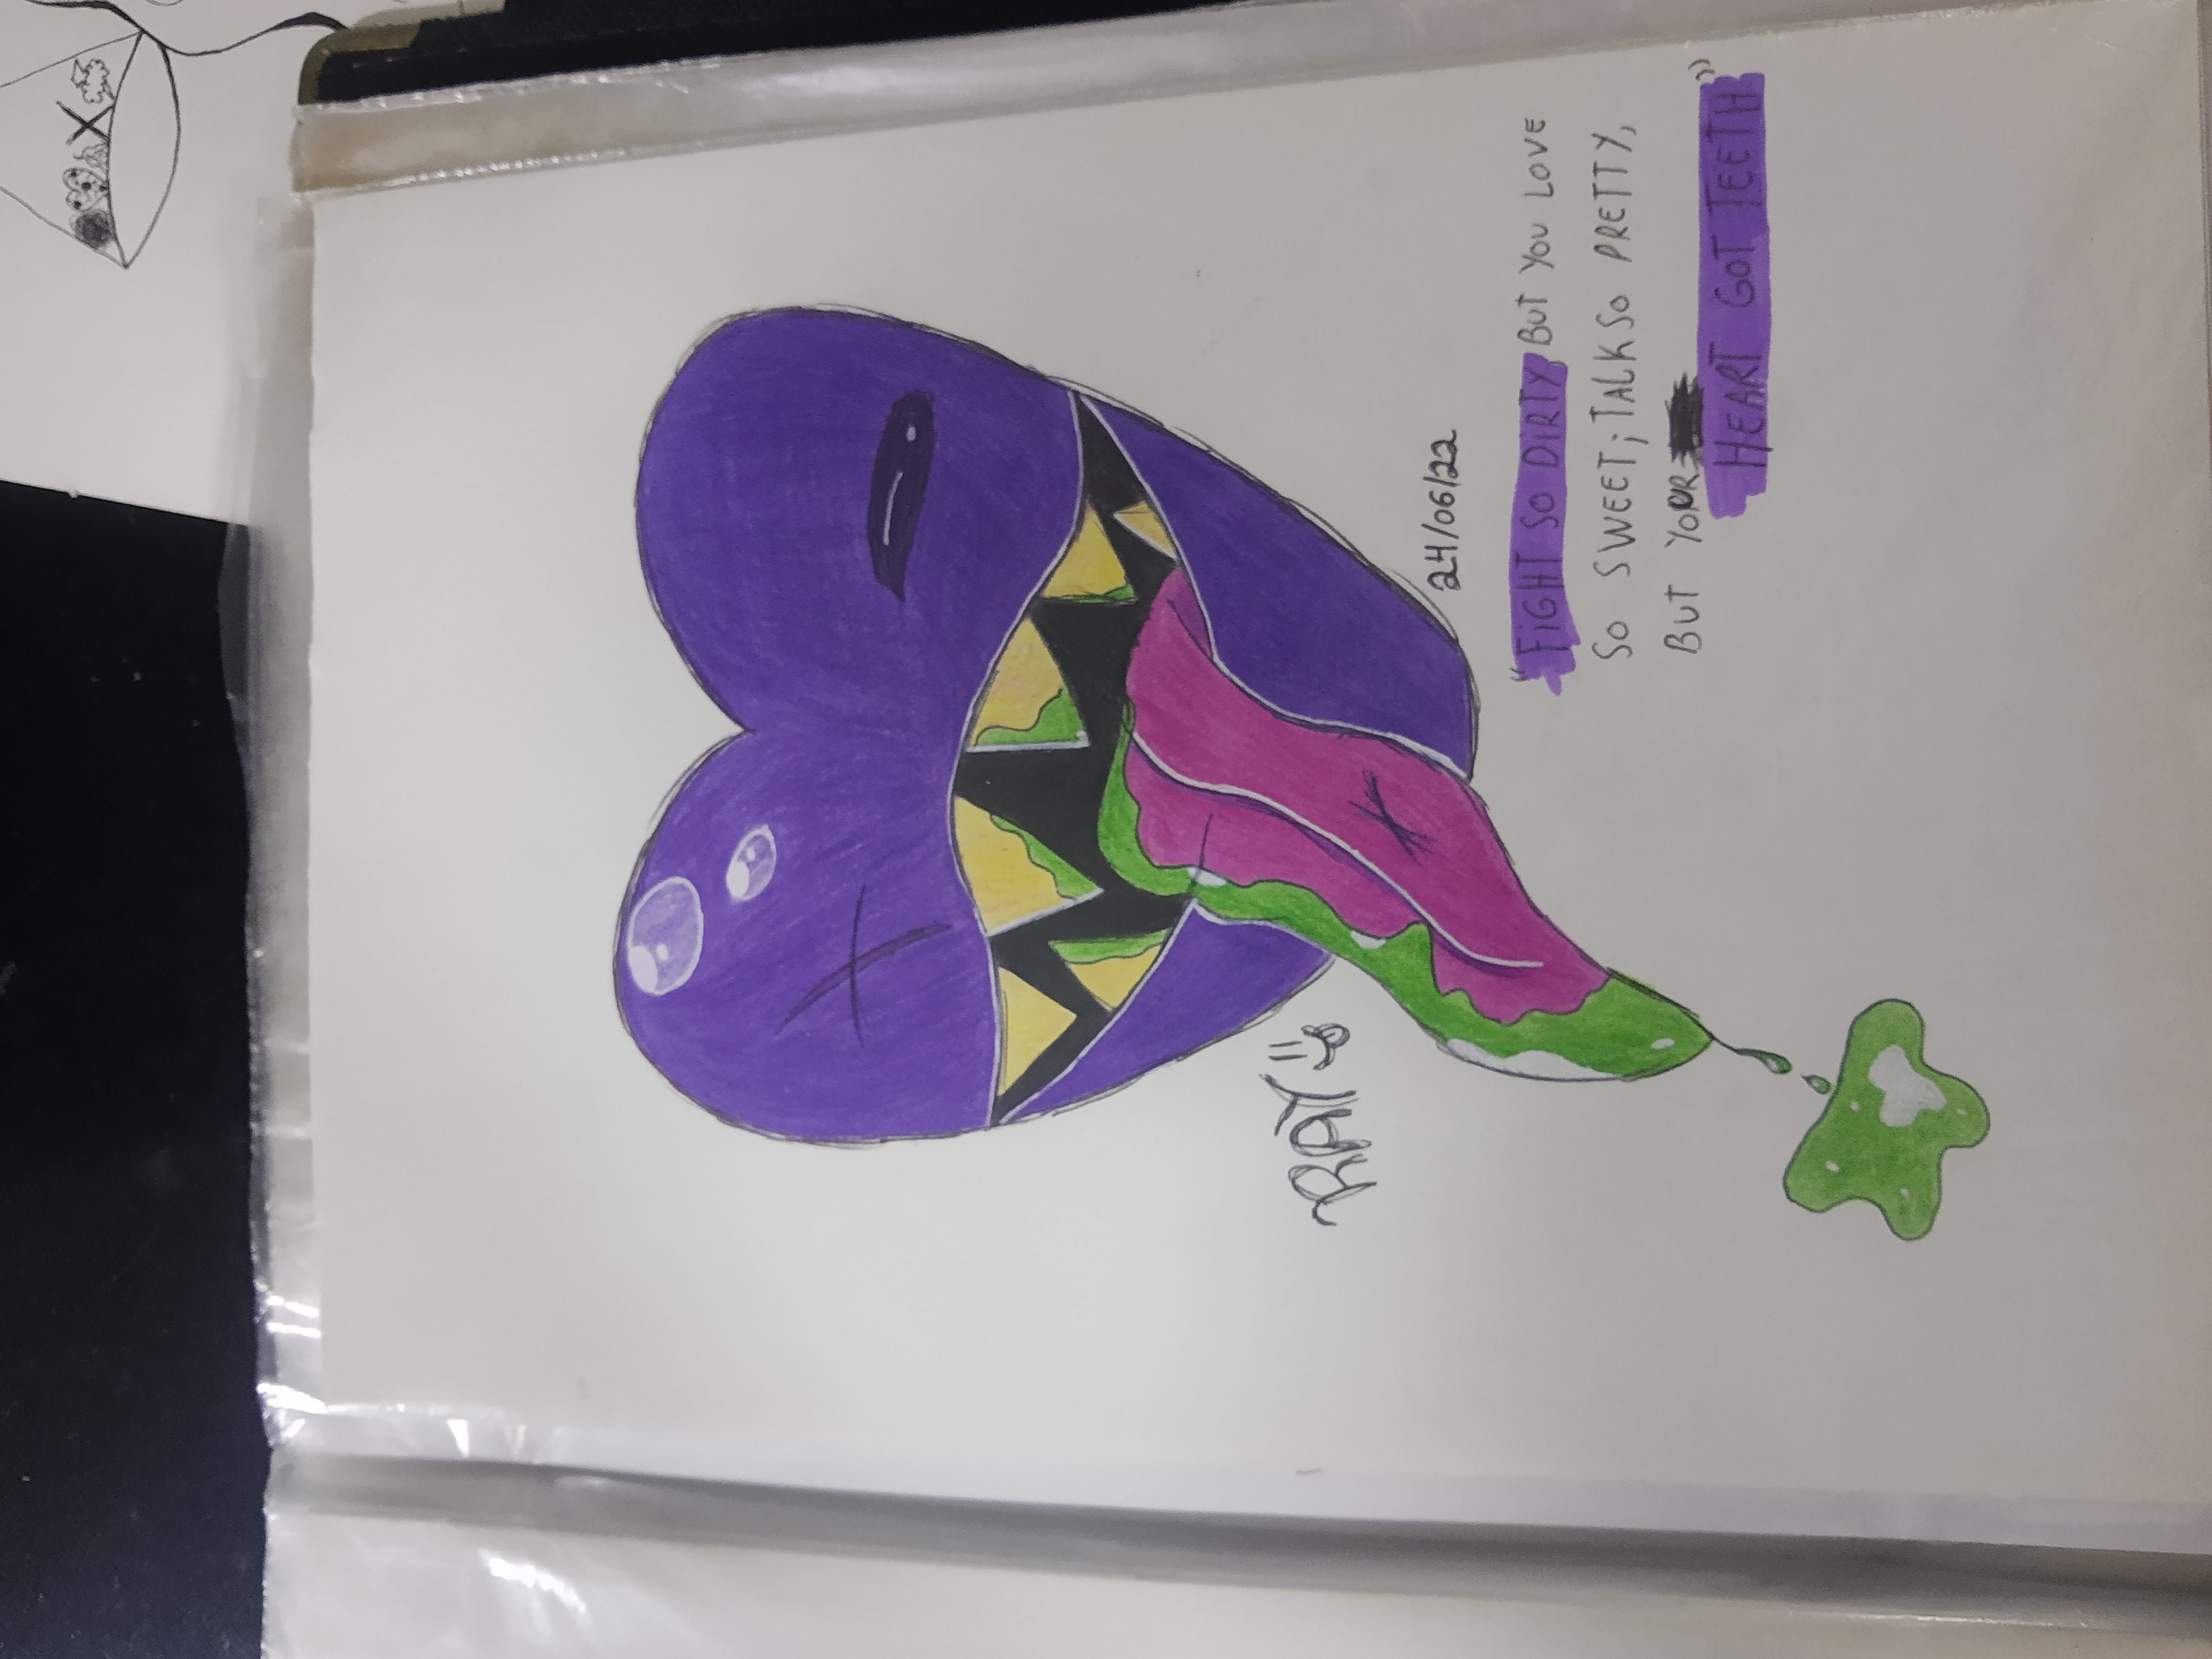 RAY
24/06/22
"FiGHT SO DiRTY, BUT YOU LOVE
SO SWEET; TALK SO PRETTY,
BUT YOUR
HEART GOT TEETH"